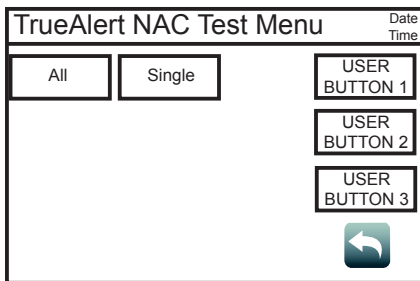 TrueAlert NAC Test Menu
Date
Time
All
Single
USER
BUTTON 1
USER
BUTTON 2
USER
BUTTON 3